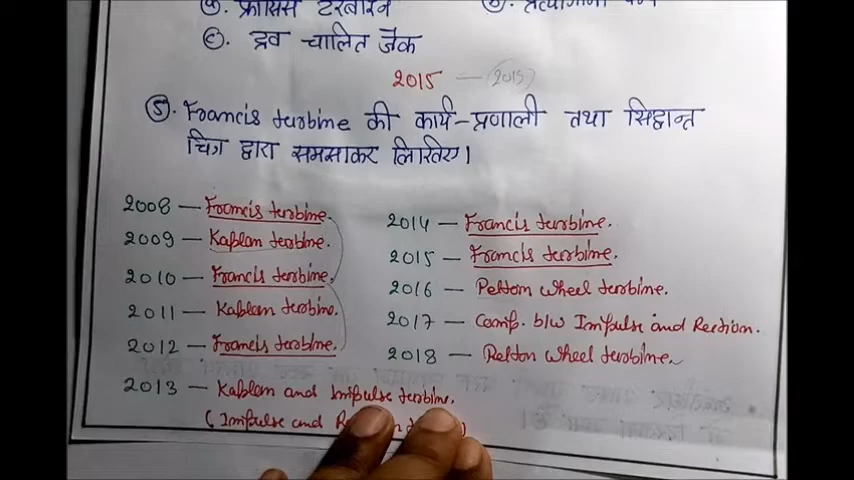 (a). फ्रांसिस टरबाइन
(c). द्रव चालित जैक
2015 — (2015)
(5). Francis turbine की कार्य-प्रणाली तथा सिद्धान्त
चित्र द्वारा समझाकर लिखिए।
2008 — Francis turbine.
2009 — Kaplan turbine.
2010 — Francis turbine.
2011 — Kaplan turbine.
2012 — Francis turbine.
2013 — Kaplan and Impulse turbine.
(Impulse and
2014 — Francis turbine.
2015 — Francis turbine.
2016 — Pelton wheel turbine.
2017 — Comp. b/w Impulse and Rection.
2018 — Pelton wheel turbine